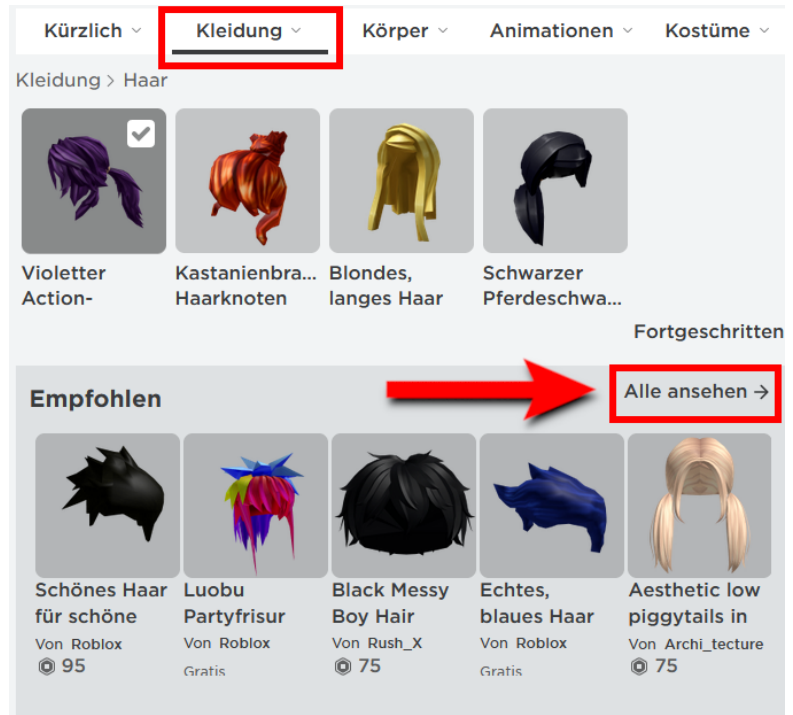 Kürzlich Kleidung Körper Animationen Kostüme
Kleidung > Haar
Violetter Action-
Kastanienbra... Haarknoten
Blondes, langes Haar
Schwarzer Pferdeschwa...
Fortgeschritten
Empfohlen
Alle ansehen →
Schönes Haar für schöne
Von Roblox
95
Luobu Partyfrisur
Von Roblox
Gratis
Black Messy Boy Hair
Von Rush_X
75
Echtes, blaues Haar
Von Roblox
Gratis
Aesthetic low piggytails in
Von Archi_tecture
75